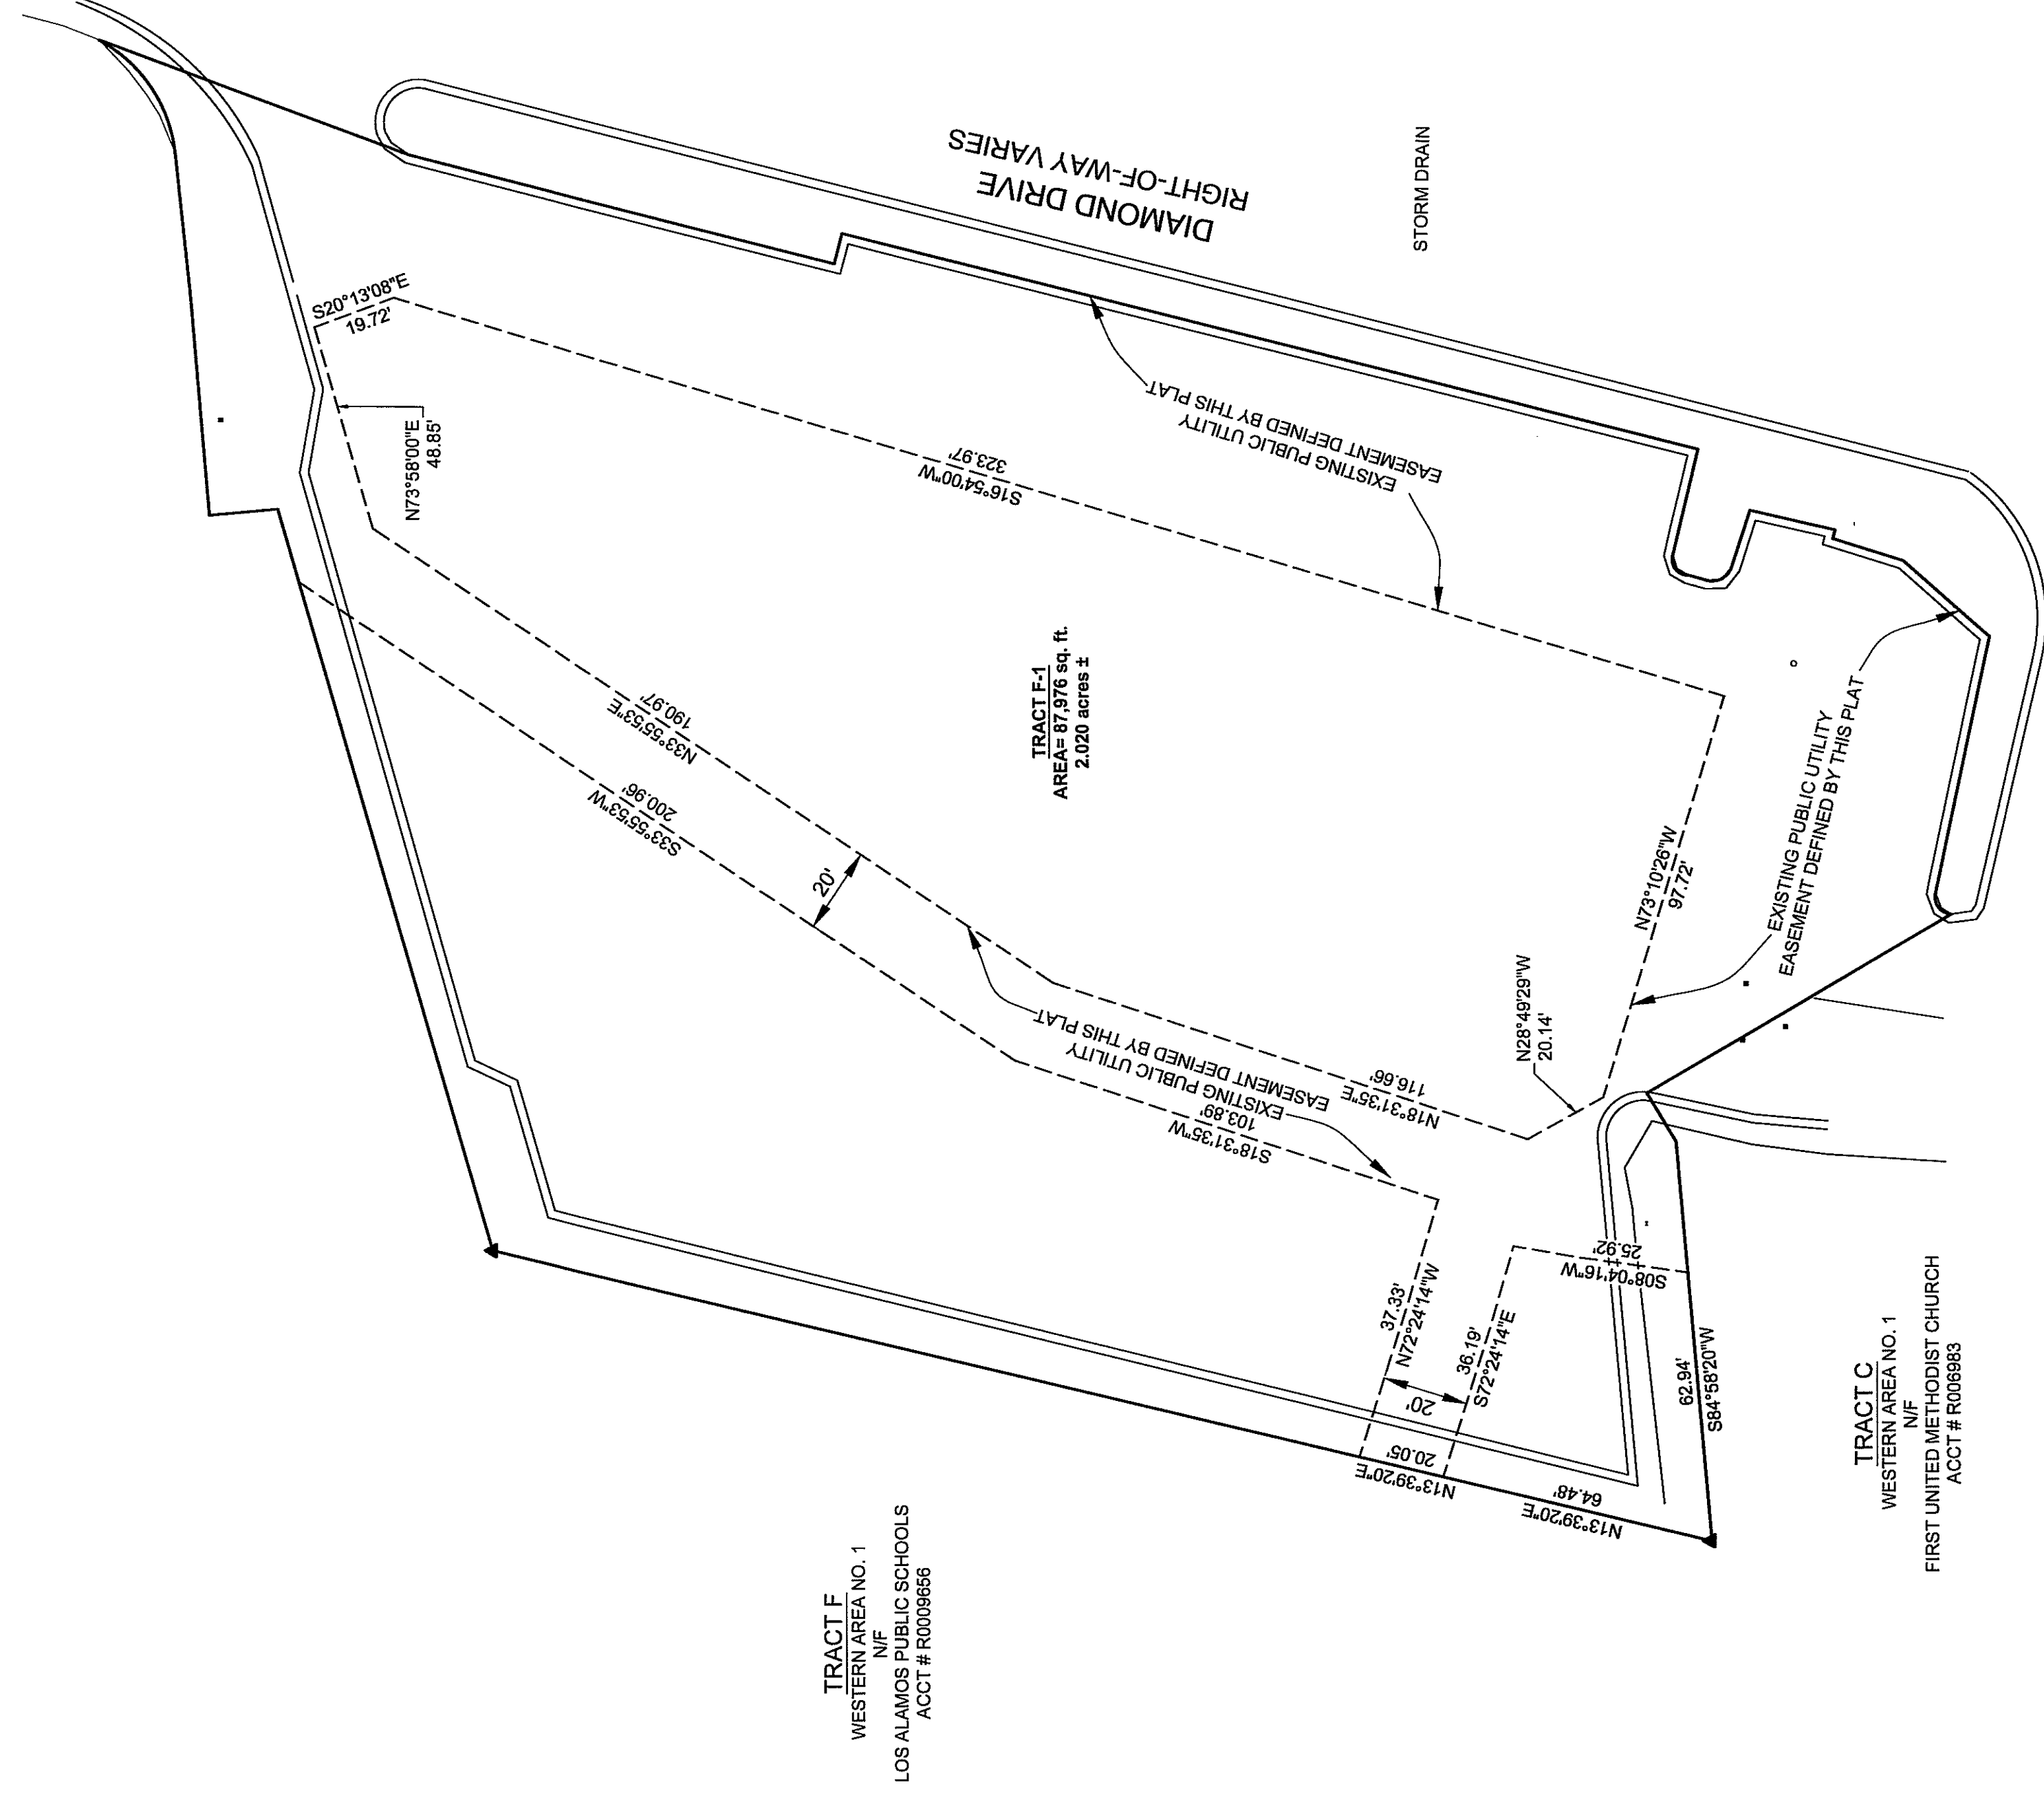 DIAMOND DRIVE
RIGHT-OF-WAY VARIES
STORM DRAIN
S20°13'08"E
19.72'
N73°58'00"E
48.85'
S16°54'00"W
323.97'
EXISTING PUBLIC UTILITY
EASEMENT DEFINED BY THIS PLAT
N33°55'53"E
190.97'
S33°55'53"W
200.96'
20'
TRACT F-1
AREA= 87,976 sq. ft.
2.020 acres ±
EXISTING PUBLIC UTILITY
EASEMENT DEFINED BY THIS PLAT
N73°10'26"W
97.72'
N28°49'29"W
20.14'
EXISTING PUBLIC UTILITY
EASEMENT DEFINED BY THIS PLAT
N18°31'35"E
116.66'
S18°31'35"W
103.89'
37.33'
N72°24'14"W
36.19'
S72°24'14"E
20'
S08°04'16"W
25.92'
N13°39'20"E
20.05'
N13°39'20"E
64.48'
62.94'
S84°58'20"W
TRACT F
WESTERN AREA NO. 1
N/F
LOS ALAMOS PUBLIC SCHOOLS
ACCT # R0009656
TRACT C
WESTERN AREA NO. 1
N/F
FIRST UNITED METHODIST CHURCH
ACCT # R006983